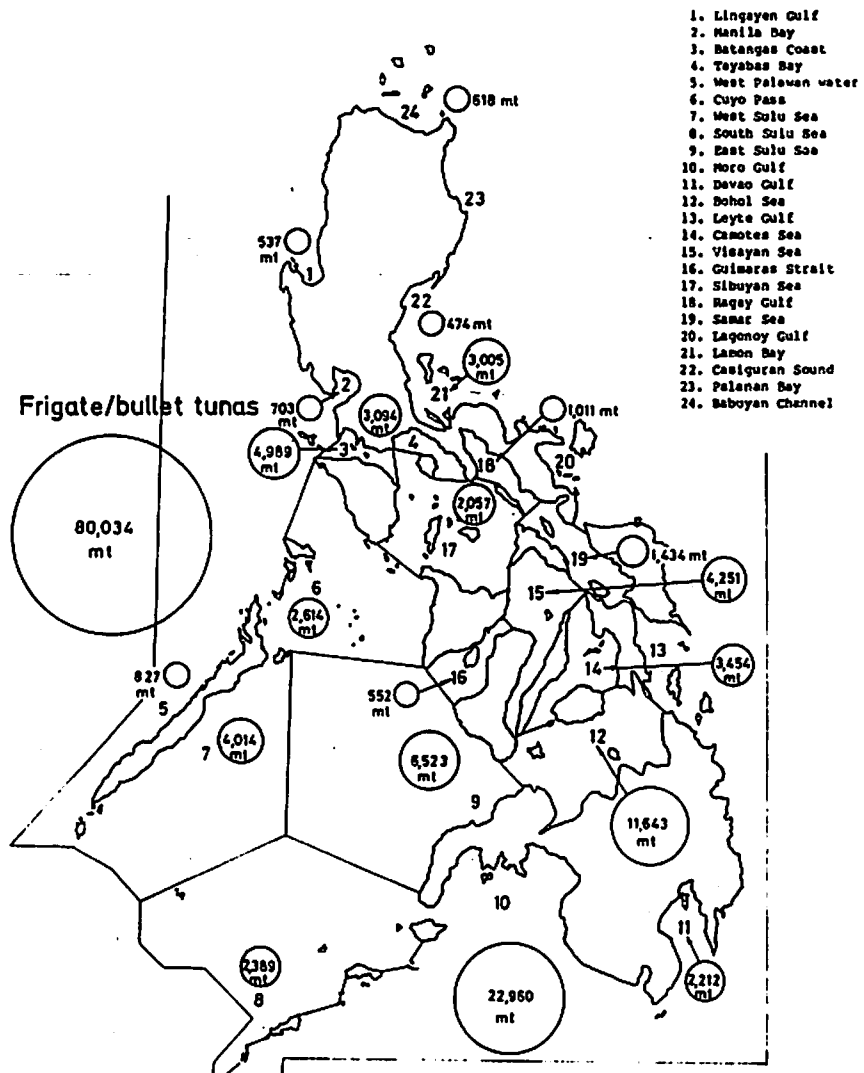 1. Lingayen Gulf
2. Manila Bay
3. Batangas Coast
4. Tayabas Bay
5. West Palawan water
6. Cuyo Pass
7. West Sulu Sea
8. South Sulu Sea
9. East Sulu Sea
10. Moro Gulf
11. Davao Gulf
12. Bohol Sea
13. Leyte Gulf
14. Camotes Sea
15. Visayan Sea
16. Guimaras Strait
17. Sibuyan Sea
18. Ragay Gulf
19. Samar Sea
20. Lagonoy Gulf
21. Lamon Bay
22. Casiguran Sound
23. Palanan Bay
24. Babuyan Channel
24
618 mt
23
537
mt
1
22
474 mt
3,005
mt
21
2
Frigate/bullet tunas
703
mt
3,094
mt
1,011 mt
4,989
mt
3
4
18
20
2,057
mt
80,034
mt
17
19
1,434 mt
6
15
4,251
mt
2,614
mt
13
14
3,454
mt
827
mt
16
5
552
mt
4,014
mt
7
12
6,523
mt
9
11,643
mt
10
11
2,389
mt
8
22,960
mt
2,212
mt